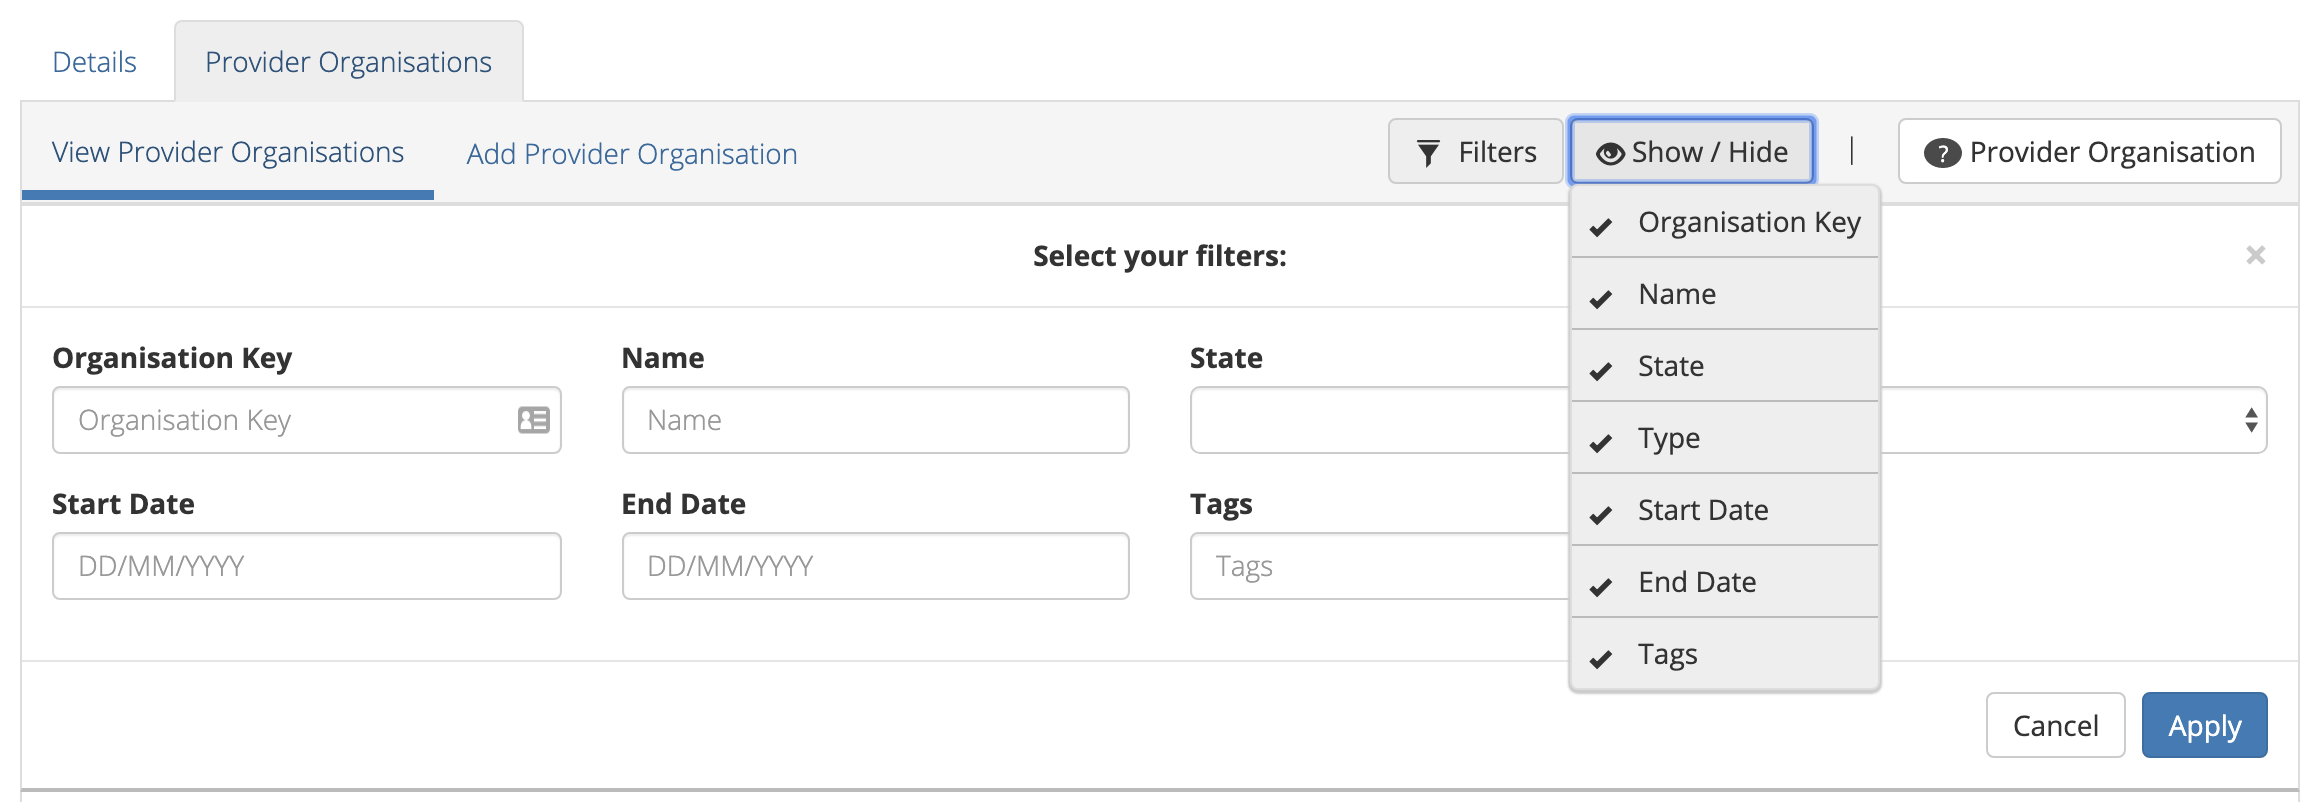 Details
Provider Organisations
View Provider Organisations
Add Provider Organisation
Filters
Show / Hide
|
? Provider Organisation
Select your filters:
×
Organisation Key
Name
State
Type
Start Date
End Date
Tags
Organisation Key
Name
State
Organisation Key
Name
Start Date
End Date
Tags
DD/MM/YYYY
DD/MM/YYYY
Tags
Cancel
Apply